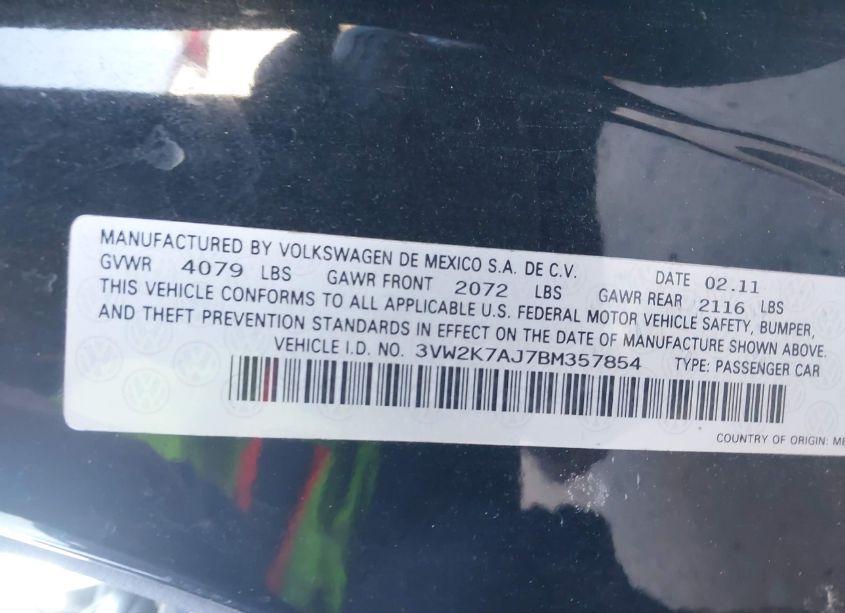 MANUFACTURED BY VOLKSWAGEN DE MEXICO S.A. DE C.V. DATE 02.11
GVWR 4079 LBS GAWR FRONT 2072 LBS GAWR REAR 2116 LBS
THIS VEHICLE CONFORMS TO ALL APPLICABLE U.S. FEDERAL MOTOR VEHICLE SAFETY, BUMPER,
AND THEFT PREVENTION STANDARDS IN EFFECT ON THE DATE OF MANUFACTURE SHOWN ABOVE.
VEHICLE I.D. NO. 3VW2K7AJ7BM357854 TYPE: PASSENGER CAR
COUNTRY OF ORIGIN: ME